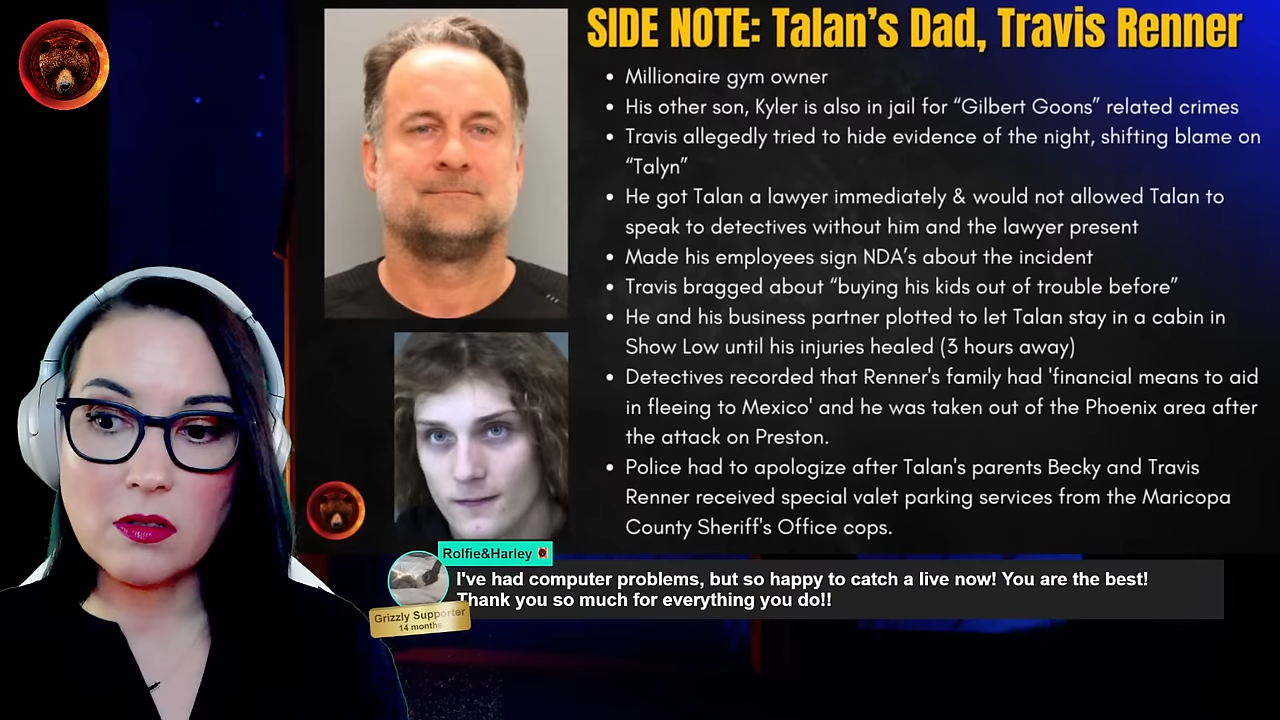 SIDE NOTE: Talan’s Dad, Travis Renner
• Millionaire gym owner
• His other son, Kyler is also in jail for “Gilbert Goons” related crimes
• Travis allegedly tried to hide evidence of the night, shifting blame on
“Talyn”
• He got Talan a lawyer immediately & would not allowed Talan to
speak to detectives without him and the lawyer present
• Made his employees sign NDA’s about the incident
• Travis bragged about “buying his kids out of trouble before”
• He and his business partner plotted to let Talan stay in a cabin in
Show Low until his injuries healed (3 hours away)
• Detectives recorded that Renner's family had 'financial means to aid
in fleeing to Mexico' and he was taken out of the Phoenix area after
the attack on Preston.
• Police had to apologize after Talan's parents Becky and Travis
Renner received special valet parking services from the Maricopa
County Sheriff's Office cops.
Rolfie&Harley
I've had computer problems, but so happy to catch a live now! You are the best!
Thank you so much for everything you do!!
Grizzly Supporter
14 months